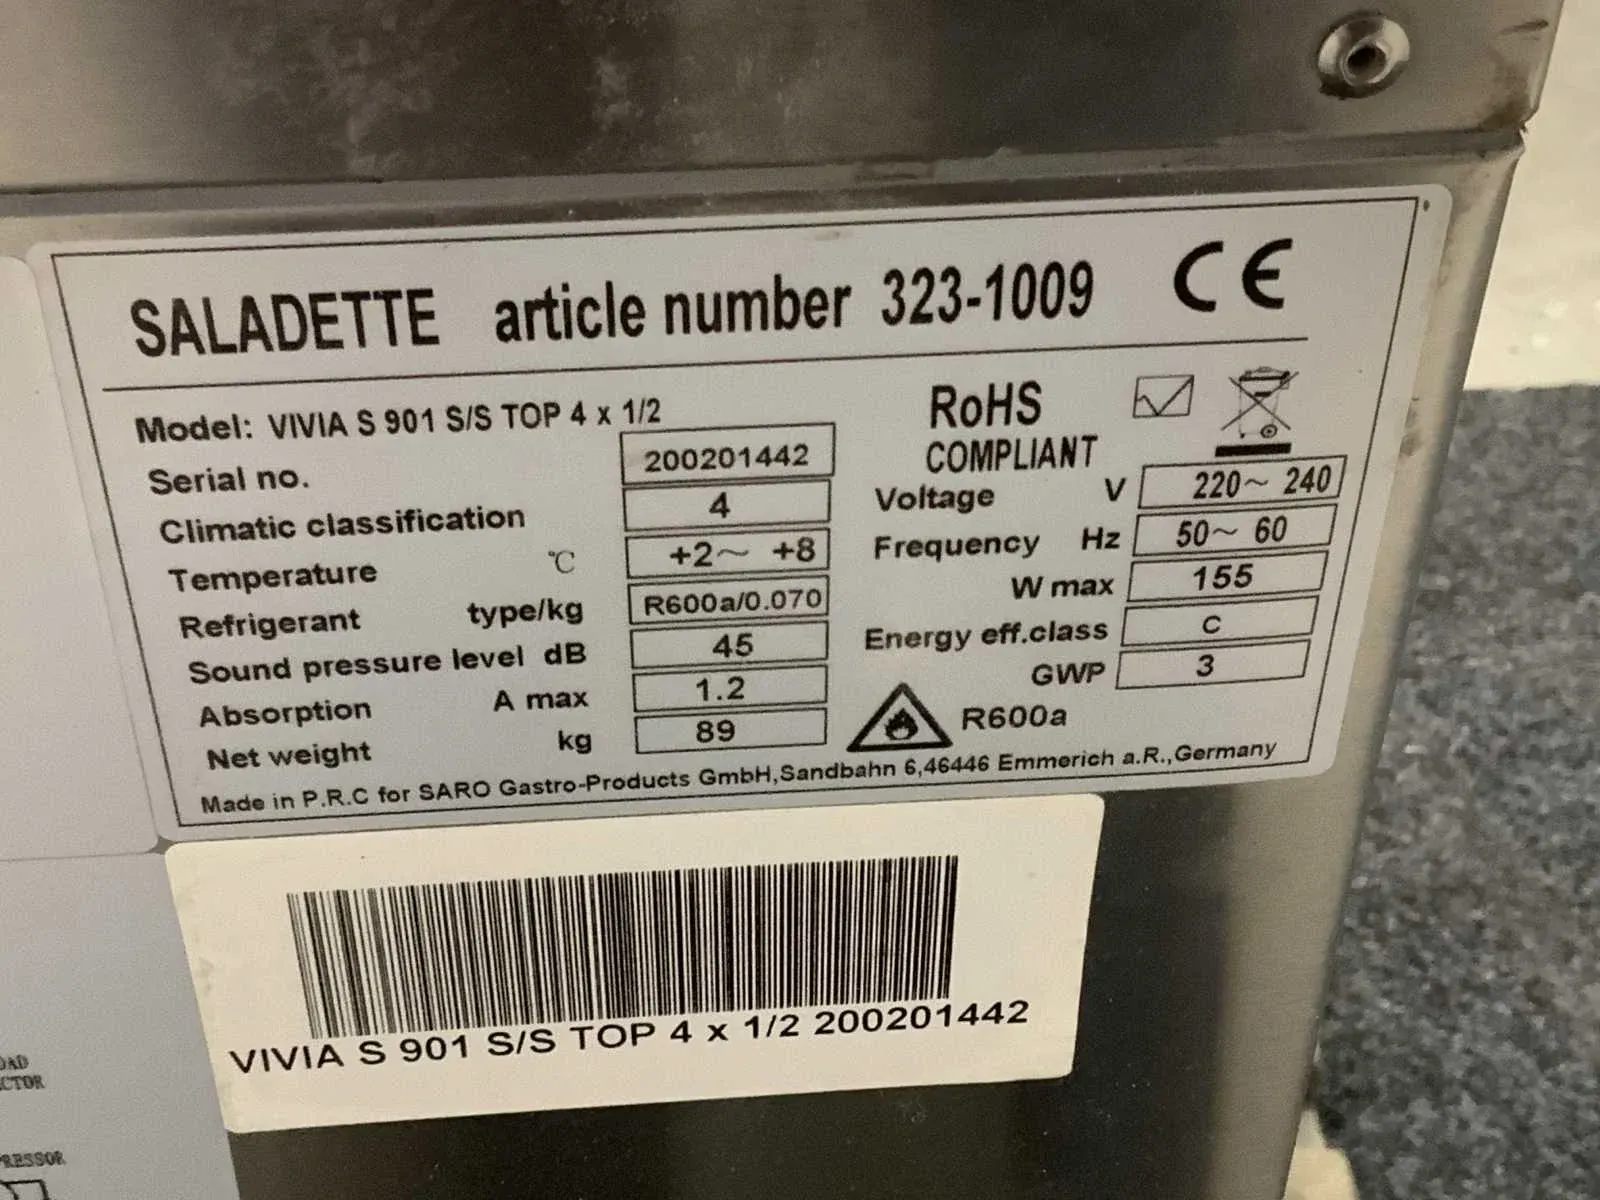 SALADETTE article number 323-1009 CE
Model: VIVIA S 901 S/S TOP 4 x 1/2
RoHS
COMPLIANT
Serial no. 200201442
Climatic classification 4
Temperature °C +2~ +8
Refrigerant type/kg R600a/0.070
Sound pressure level dB 45
Absorption A max 1.2
Net weight kg 89
Voltage V 220~ 240
Frequency Hz 50~ 60
W max 155
Energy eff.class C
GWP 3
R600a
Made in P.R.C for SARO Gastro-Products GmbH,Sandbahn 6,46446 Emmerich a.R.,Germany
VIVIA S 901 S/S TOP 4 x 1/2 200201442